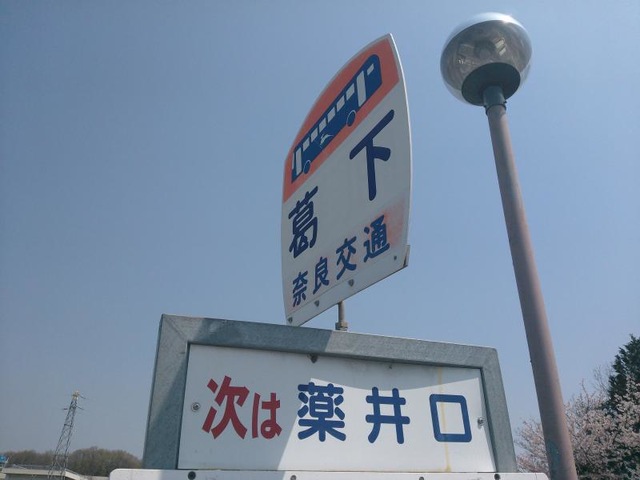 葛下
奈良交通
次は 薬井口